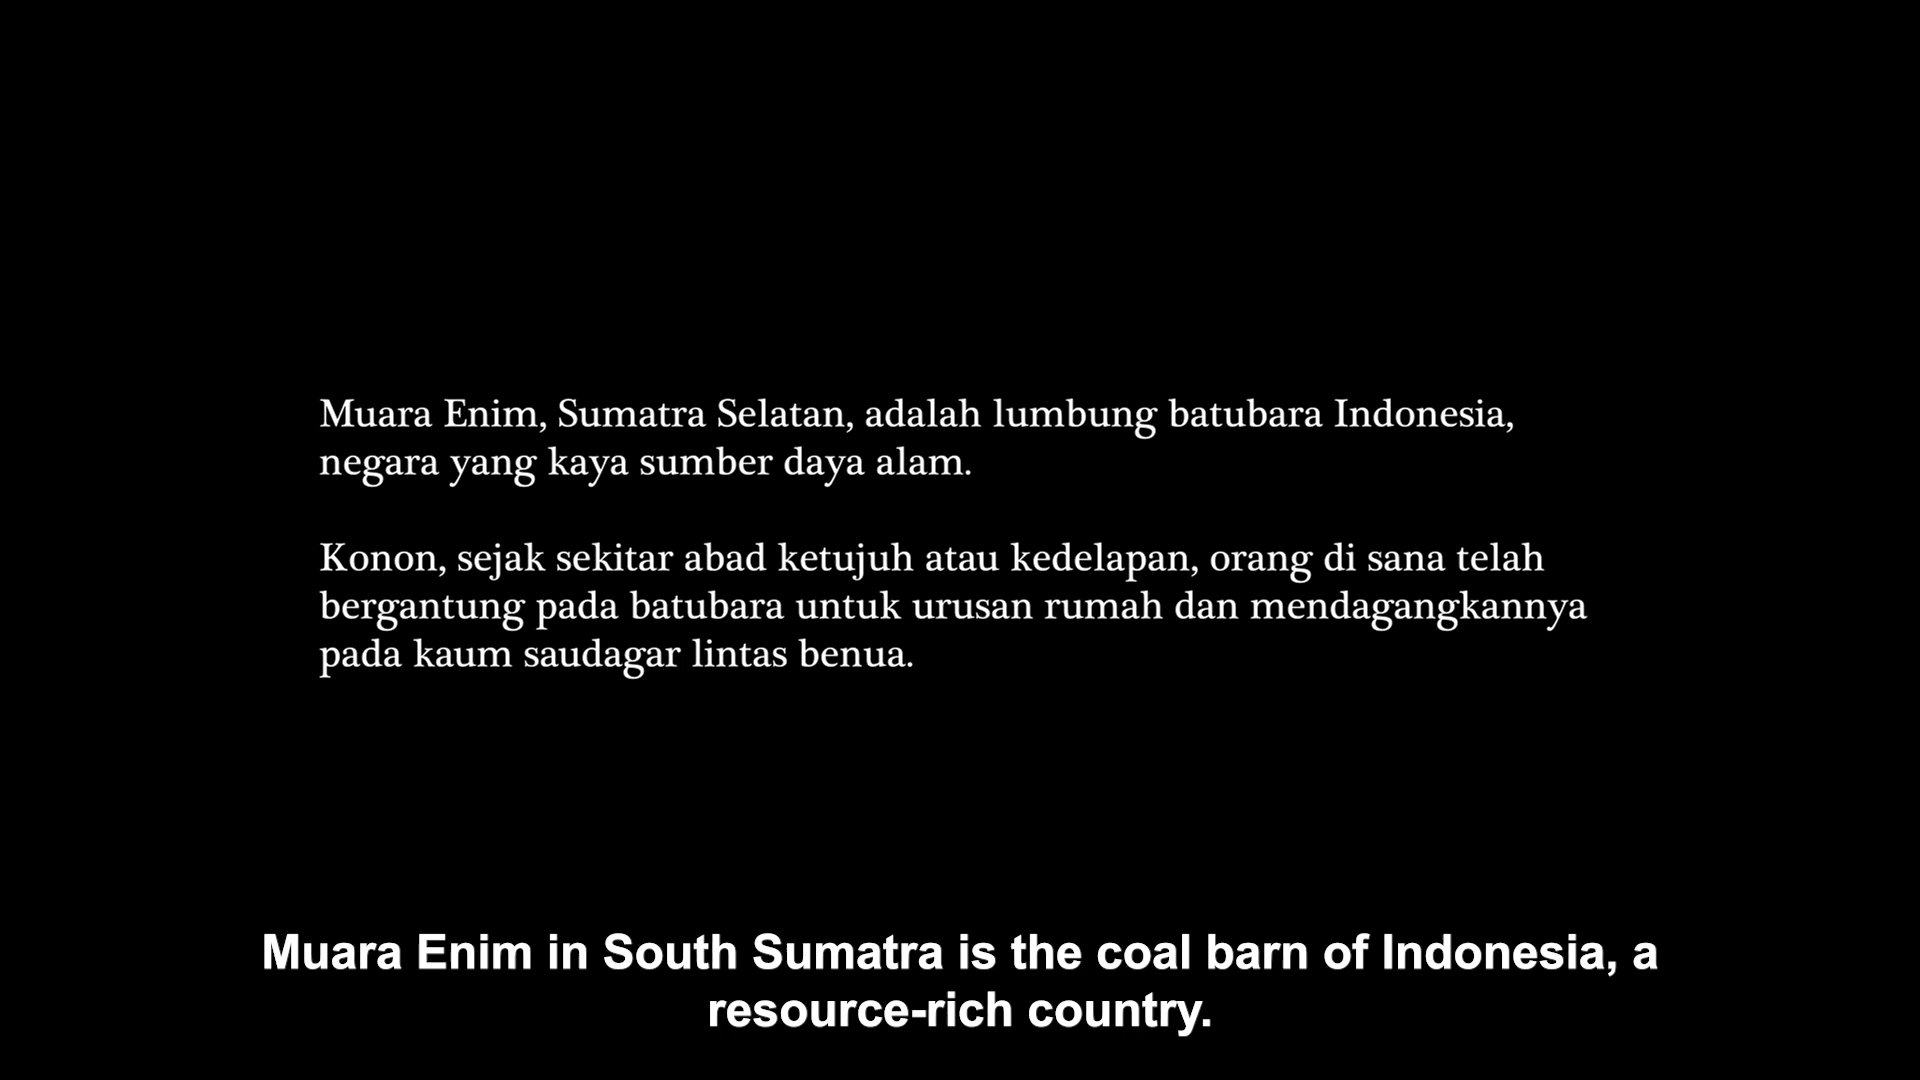 Muara Enim, Sumatra Selatan, adalah lumbung batubara Indonesia,
negara yang kaya sumber daya alam.
Konon, sejak sekitar abad ketujuh atau kedelapan, orang di sana telah
bergantung pada batubara untuk urusan rumah dan mendagangkannya
pada kaum saudagar lintas benua.
Muara Enim in South Sumatra is the coal barn of Indonesia, a
resource-rich country.